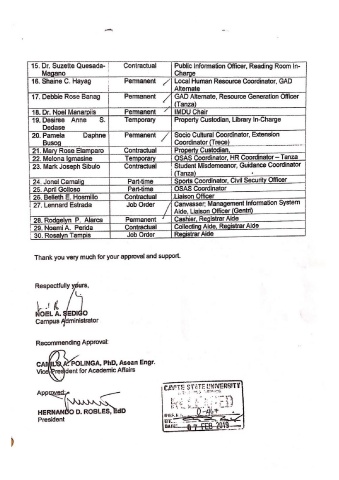 15. Dr. Suzette Quesada-Magano Contractual Public Information Officer, Reading Room In-Charge
16. Shaine C. Hayag Permanent Local Human Resource Coordinator, GAD Alternate
17. Debbie Rose Banag Permanent GAD Alternate, Resource Generation Officer (Tanza)
18. Dr. Noel Manarpiis Permanent IMDU Chair
19. Desiree Anne S. Dedase Temporary Property Custodian, Library In-Charge
20. Pamela Daphne Busog Permanent Socio Cultural Coordinator, Extension Coordinator (Trece)
21. Mary Rose Elamparo Contractual Property Custodian,
22. Melona Igmasine Temporary OSAS Coordinator, HR Coordinator – Tanza
23. Mark Joseph Sibulo Contractual Student Misdemeanor, Guidance Coordinator (Tanza)
24. Jonel Camalig Part-time Sports Coordinator, Civil Security Officer
25. April Golloso Part-time OSAS Coordinator
26. Belleth E. Hoernillo Contractual Liaison Officer
27. Lennard Estrada Job Order Canvasser, Management Information System Aide, Liaison Officer (Gentri)
28. Rodgelyn P. Alarca Permanent Cashier, Registrar Aide
29. Noemi A. Perida Contractual Collecting Aide, Registrar Aide
30. Rosalyn Tampis Job Order Registrar Aide
Thank you very much for your approval and support.
Respectfully yours,
NOEL A. SEDIGO
Campus Administrator
Recommending Approval:
CAMILO A. POLINGA, PhD, Asean Engr.
Vice President for Academic Affairs
Approved:
HERNANDO D. ROBLES, EdD
President
CAVITE STATE UNIVERSITY
RELEASED
BY:
DATE: 07 FEB 2019